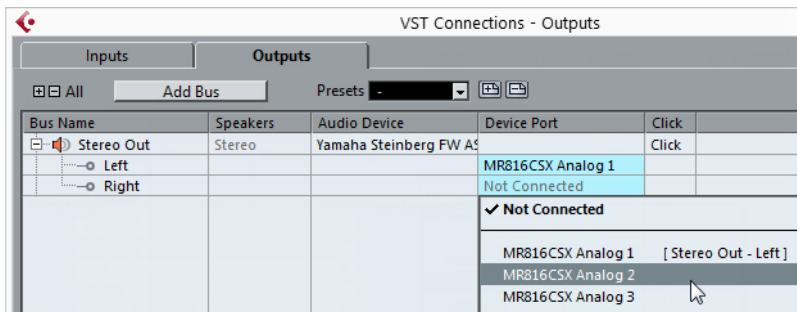 VST Connections - Outputs
Inputs Outputs
All Add Bus Presets -
Bus Name Speakers Audio Device Device Port Click
Stereo Out Stereo Yamaha Steinberg FW AS Click
Left MR816CSX Analog 1
Right Not Connected
✓ Not Connected
MR816CSX Analog 1 [ Stereo Out - Left ]
MR816CSX Analog 2
MR816CSX Analog 3